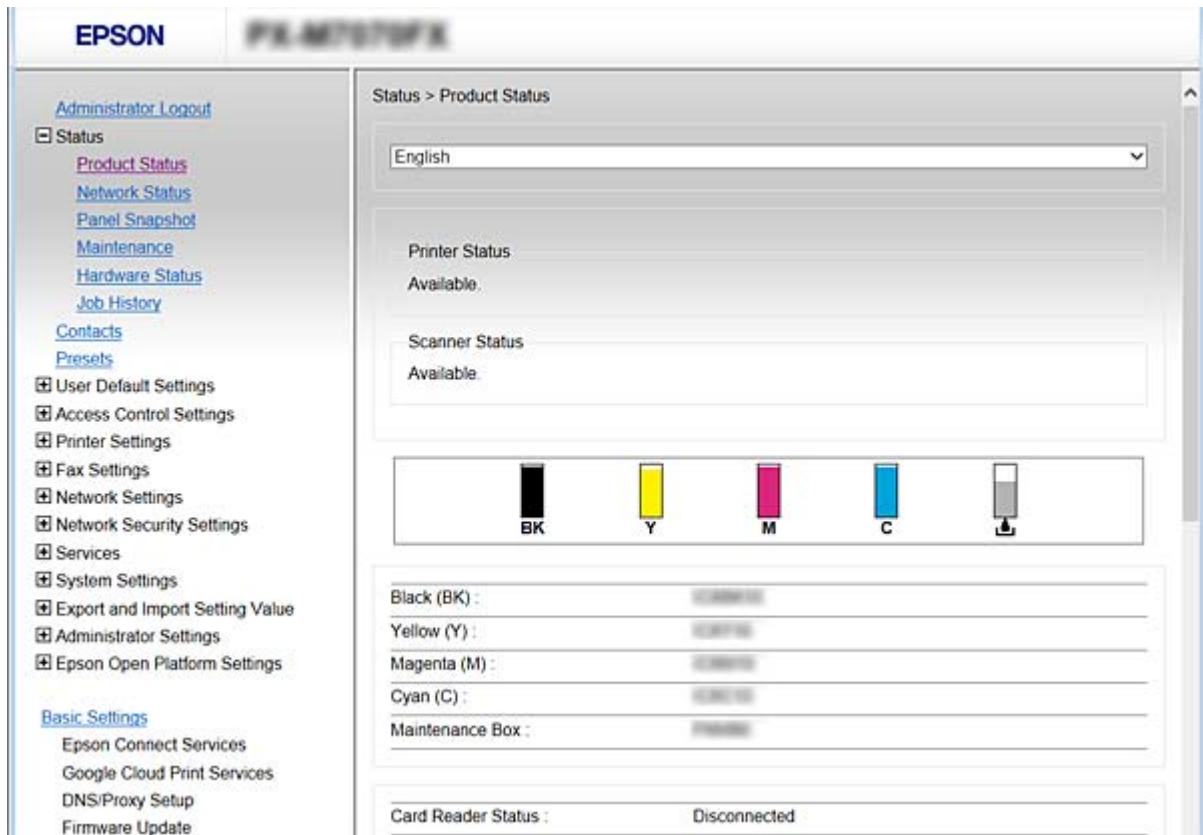 EPSON
Administrator Logout
Status
Product Status
Network Status
Panel Snapshot
Maintenance
Hardware Status
Job History
Contacts
Presets
User Default Settings
Access Control Settings
Printer Settings
Fax Settings
Network Settings
Network Security Settings
Services
System Settings
Export and Import Setting Value
Administrator Settings
Epson Open Platform Settings
Basic Settings
Epson Connect Services
Google Cloud Print Services
DNS/Proxy Setup
Firmware Update
Status > Product Status
English
Printer Status
Available.
Scanner Status
Available.
BK Y M C
Black (BK) :
Yellow (Y) :
Magenta (M) :
Cyan (C) :
Maintenance Box :
Card Reader Status : Disconnected